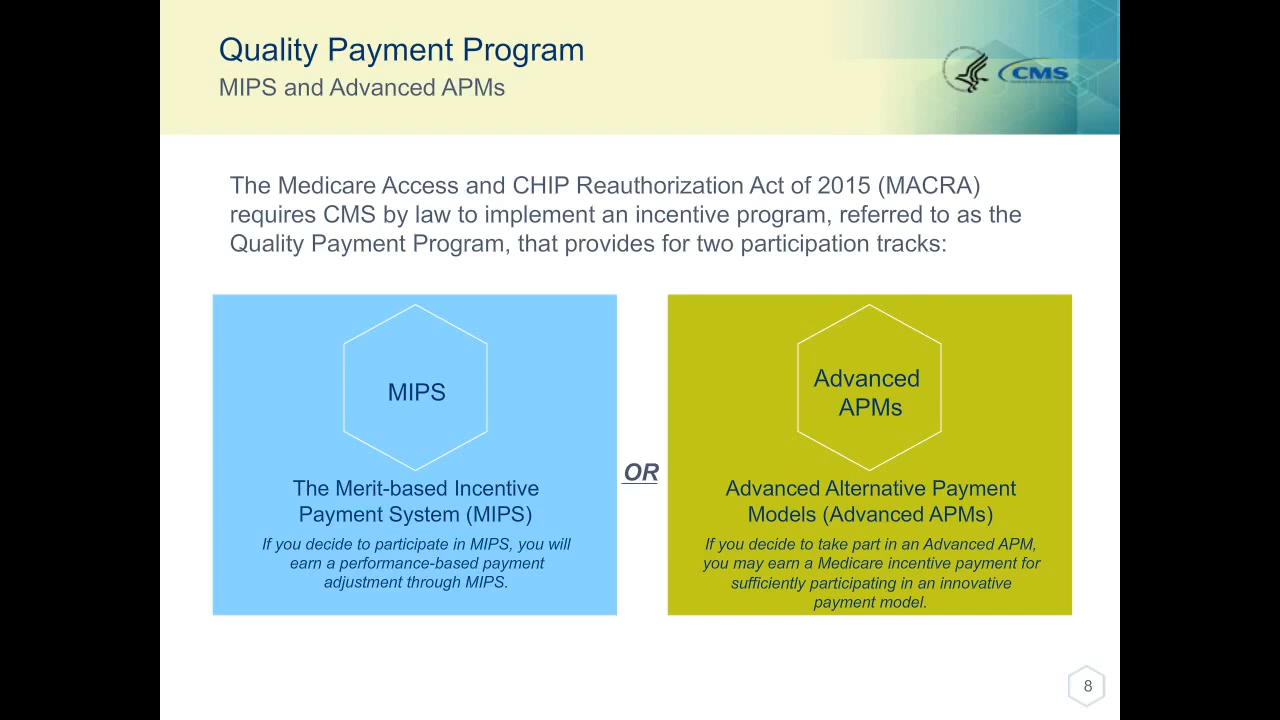 Quality Payment Program
MIPS and Advanced APMs
CMS
The Medicare Access and CHIP Reauthorization Act of 2015 (MACRA)
requires CMS by law to implement an incentive program, referred to as the
Quality Payment Program, that provides for two participation tracks:
MIPS
The Merit-based Incentive
Payment System (MIPS)
If you decide to participate in MIPS, you will
earn a performance-based payment
adjustment through MIPS.
OR
Advanced
APMs
Advanced Alternative Payment
Models (Advanced APMs)
If you decide to take part in an Advanced APM,
you may earn a Medicare incentive payment for
sufficiently participating in an innovative
payment model.
8